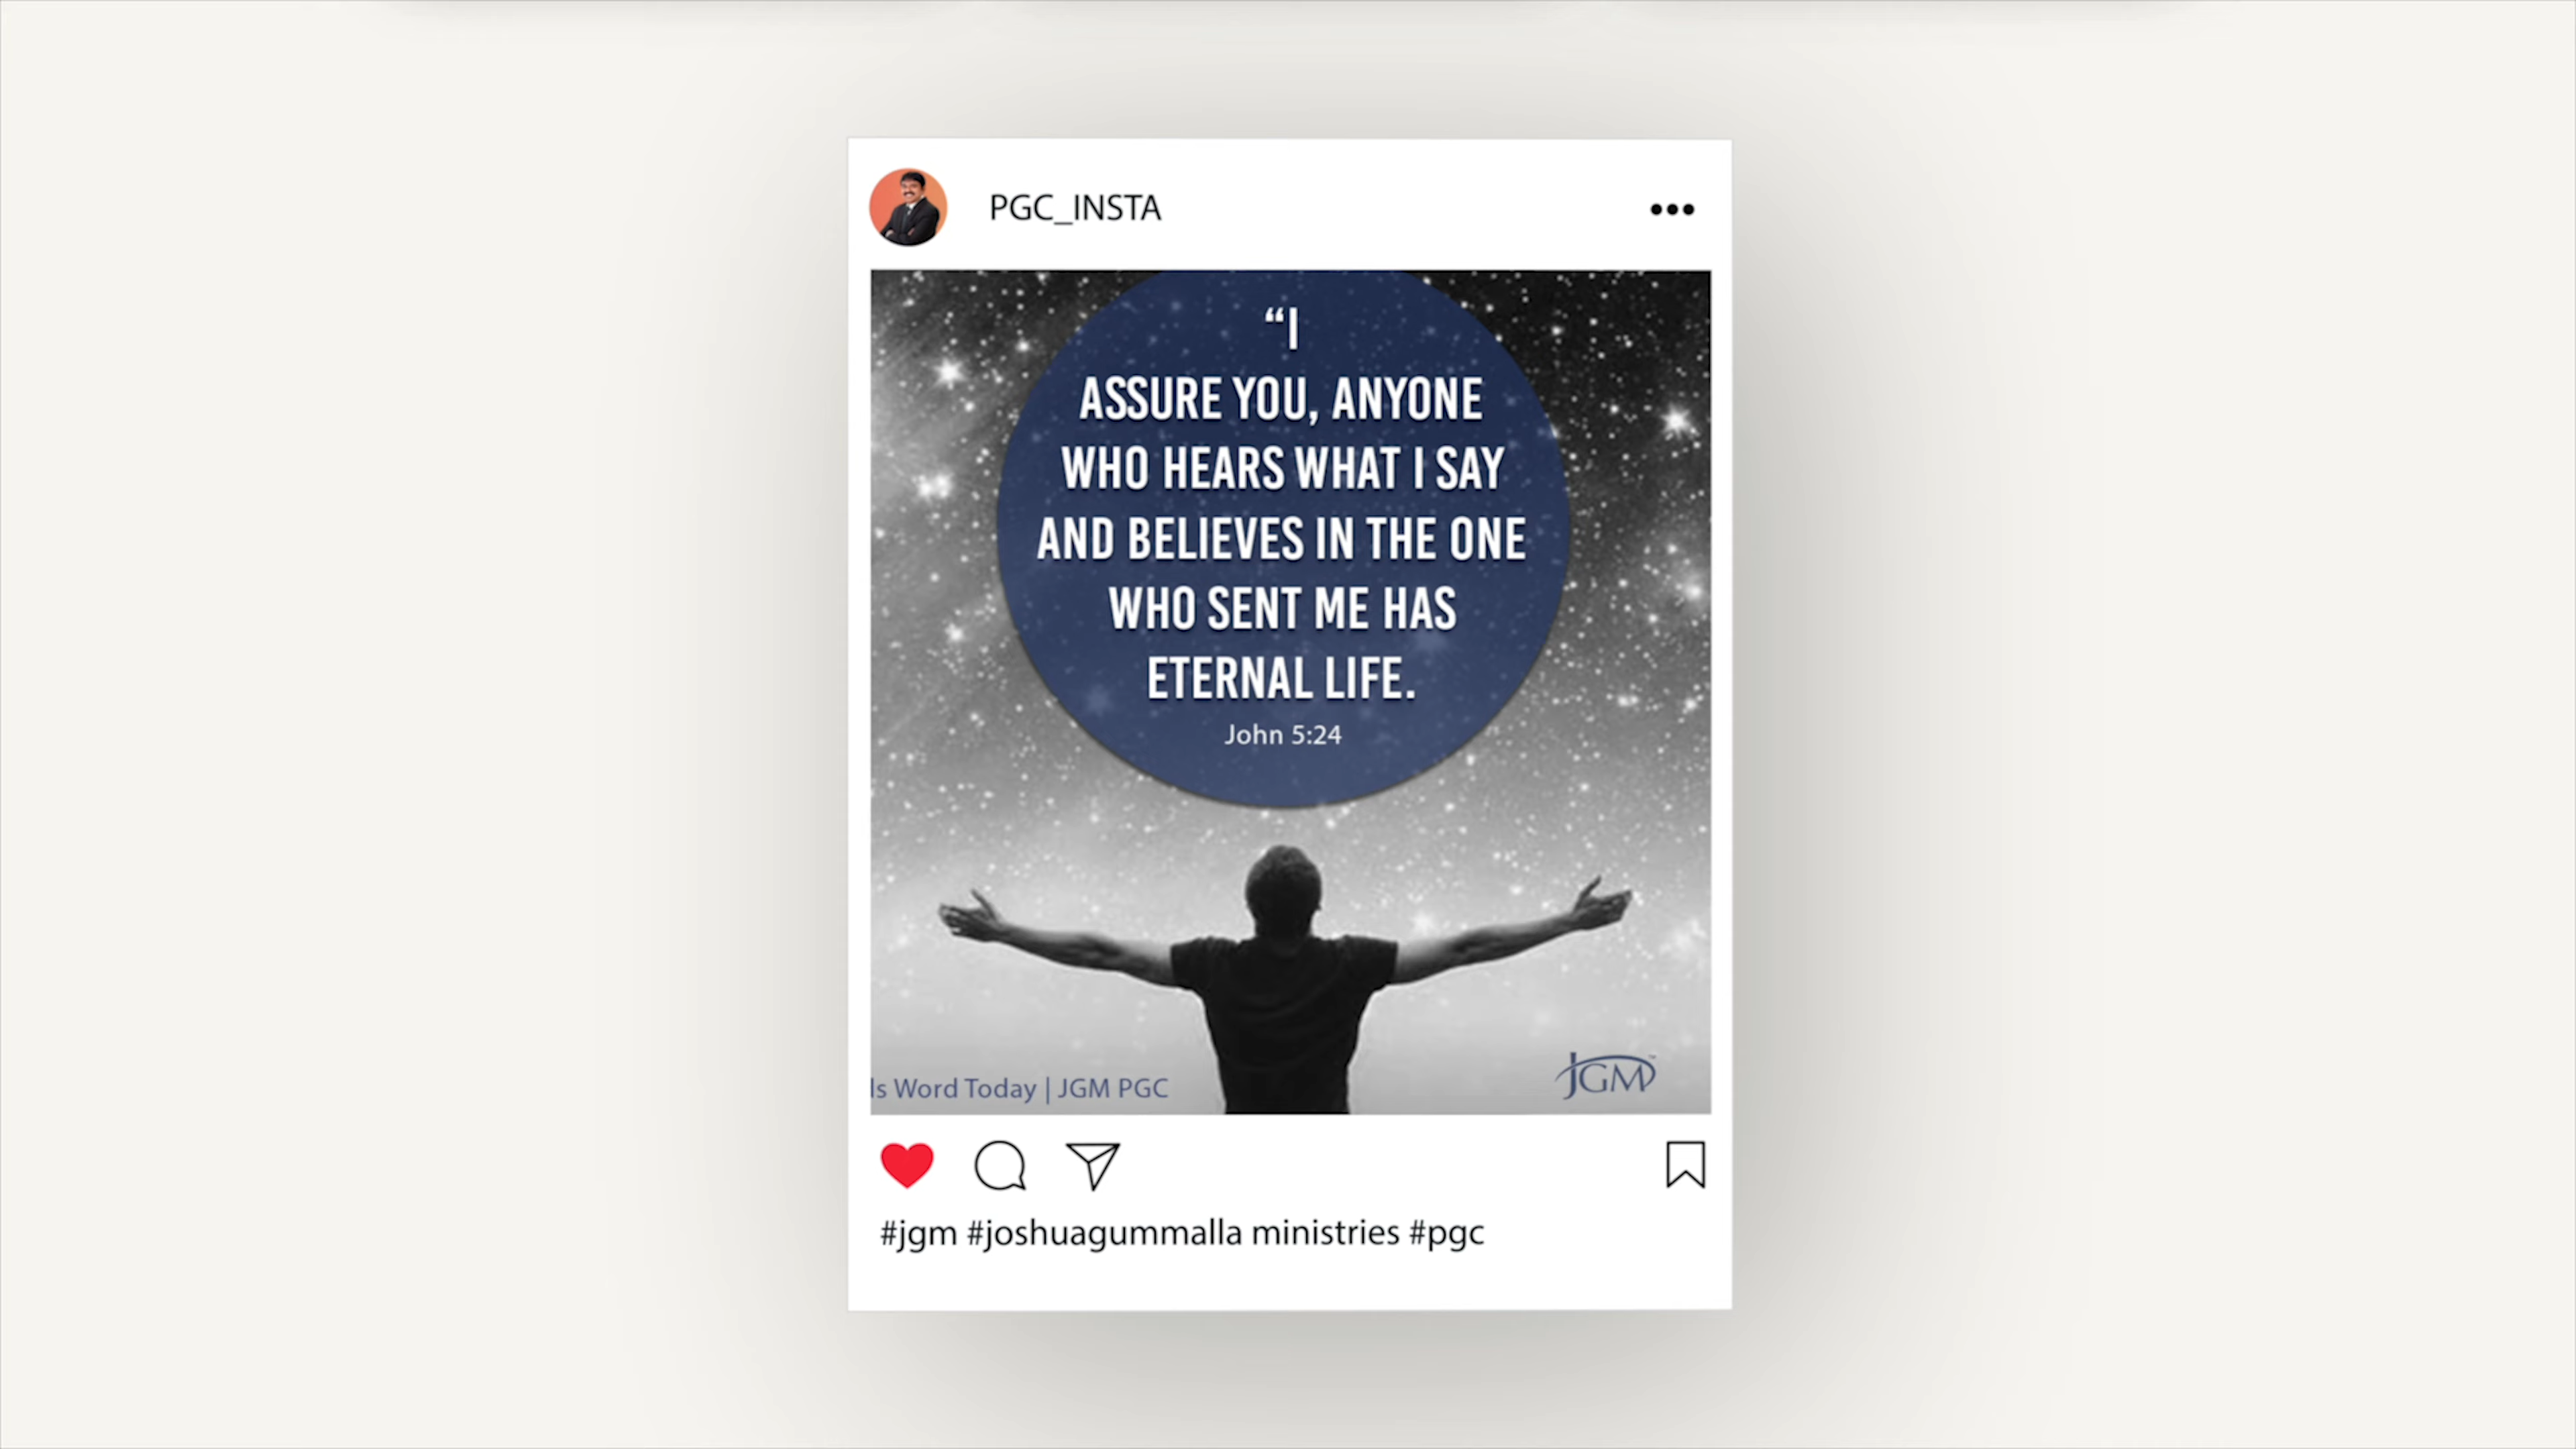 PGC_INSTA
“I
ASSURE YOU, ANYONE
WHO HEARS WHAT I SAY
AND BELIEVES IN THE ONE
WHO SENT ME HAS
ETERNAL LIFE.
John 5:24
ls Word Today | JGM PGC
JGM™
#jgm #joshuagummalla ministries #pgc